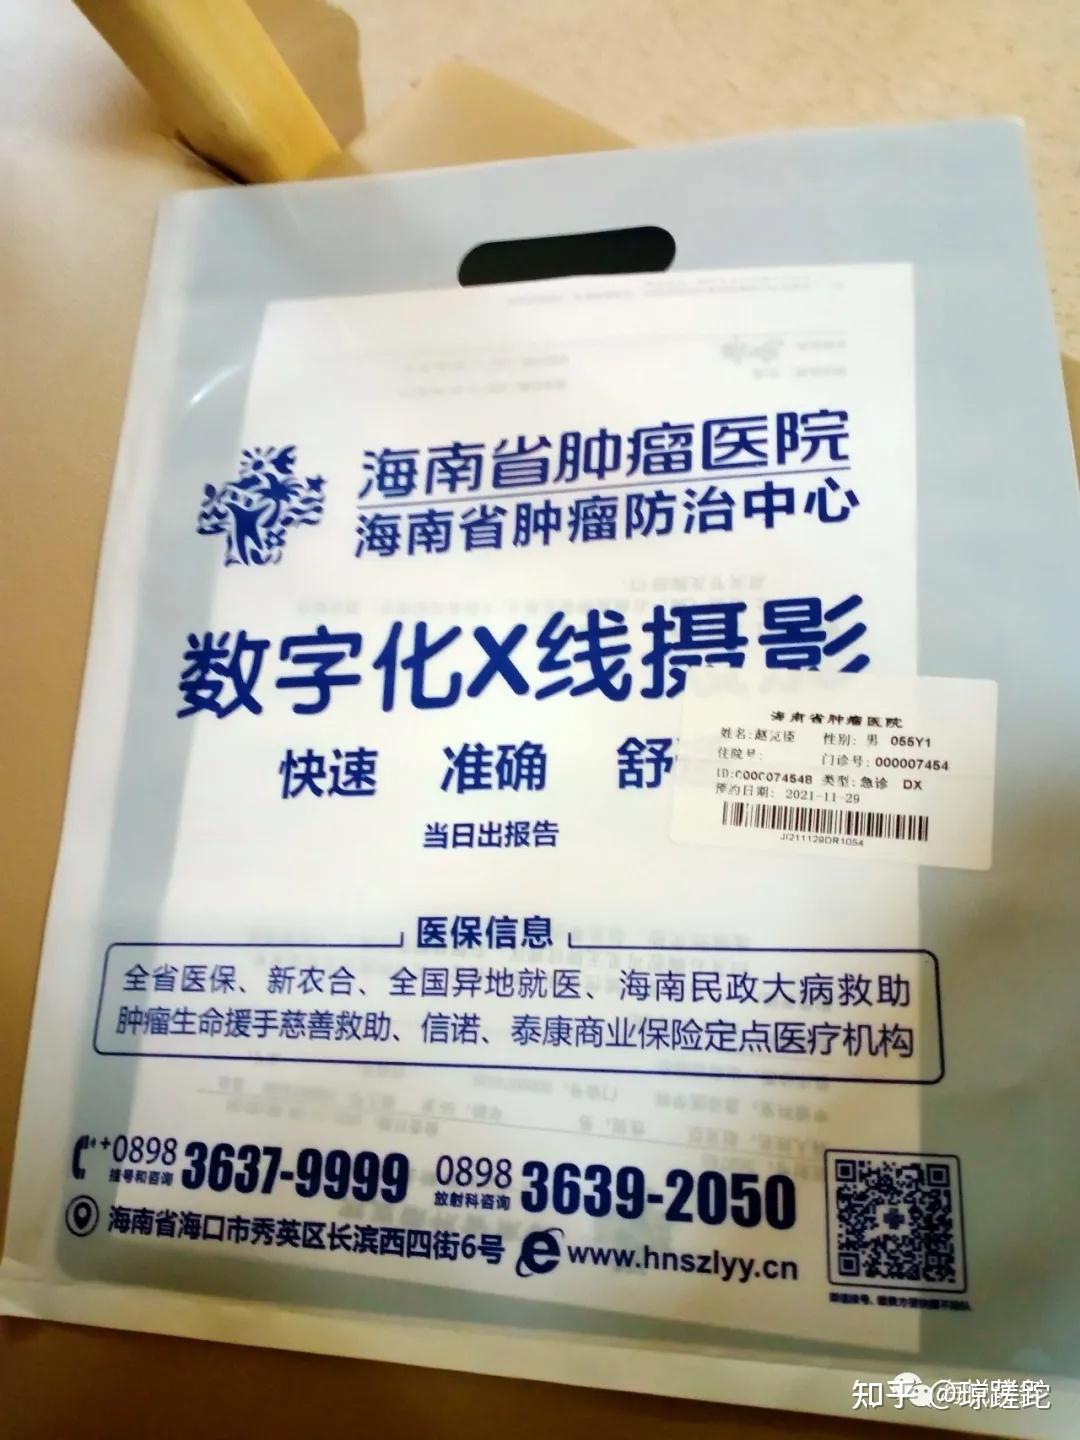 海南省肿瘤医院
海南省肿瘤防治中心
数字化X线摄影
快速 准确 舒
当日出报告
海南省肿瘤医院
姓名:赵 臣 性别: 男 055Y1
住院号: 门诊号: 000007454
ID:0000074548 类型: 急诊 DX
预约日期: 2021-11-29
JI211129DR1054
医保信息
全省医保、新农合、全国异地就医、海南民政大病救助
肿瘤生命援手慈善救助、信诺、泰康商业保险定点医疗机构
0898 3637-9999 0898 3639-2050
挂号和咨询 放射科咨询
海南省海口市秀英区长滨西四街6号 www.hnszlyy.cn
知乎 @琼蹉跎